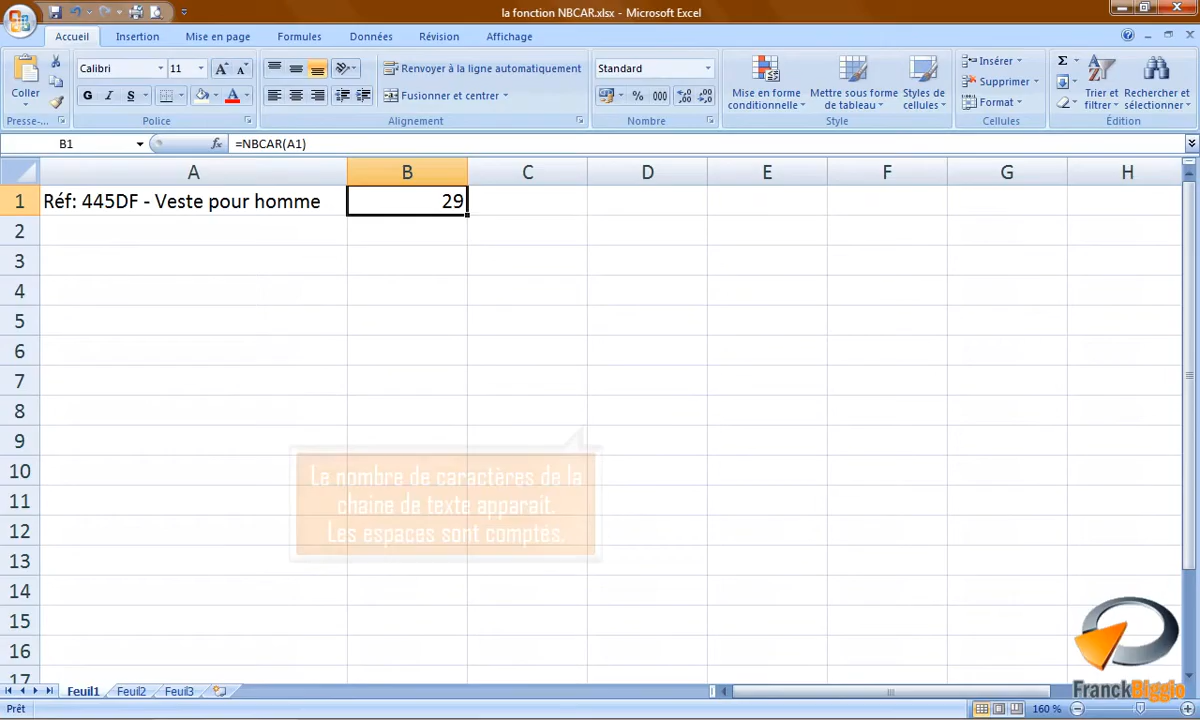 la fonction NBCAR.xlsx - Microsoft Excel
Accueil Insertion Mise en page Formules Données Révision Affichage
Coller
Calibri 11
Renvoyer à la ligne automatiquement
Standard
Mise en forme conditionnelle
Mettre sous forme de tableau
Styles de cellules
Insérer
Supprimer
Format
Trier et filtrer
Rechercher et sélectionner
G I S
Fusionner et centrer
% 000
Presse-... Police Alignement Nombre Style Cellules Édition
B1 fx =NBCAR(A1)
A B C D E F G H
1 Réf: 445DF - Veste pour homme 29
2
3
4
5
6
7
8
9
10
11
12
13
14
15
16
17
Le nombre de caractères de la
chaine de texte apparait.
Les espaces sont comptés.
FranckBiggio
Feuil1 Feuil2 Feuil3
Prêt 160 %